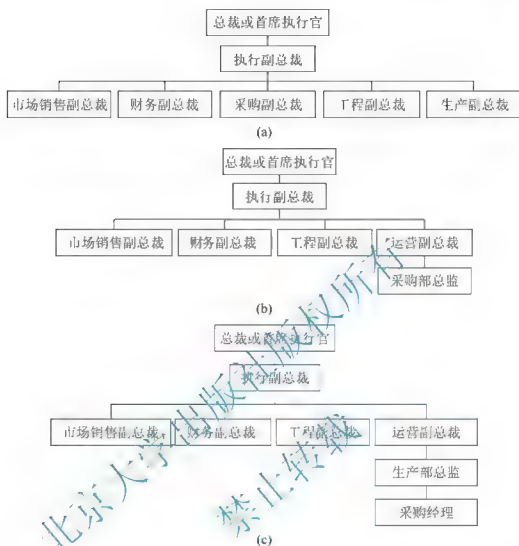 总裁或首席执行官
执行副总裁
市场销售副总裁 财务副总裁 采购副总裁 工程副总裁 生产副总裁
(a)
总裁或首席执行官
执行副总裁
市场销售副总裁 财务副总裁 工程副总裁 运营副总裁
采购部总监
(b)
总裁或首席执行官
执行副总裁
市场销售副总裁 财务副总裁 工程副总裁 运营副总裁
生产部总监
采购经理
(c)
北京大学出版社版权所有
禁止转载